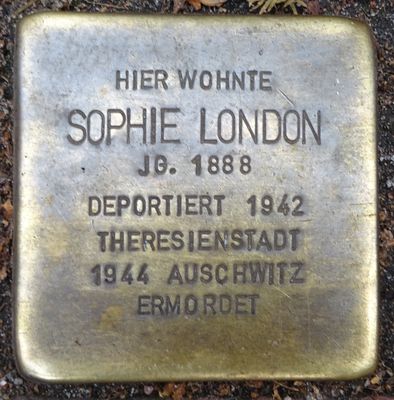 HIER WOHNTE
SOPHIE LONDON
JG. 1888
DEPORTIERT 1942
THERESIENSTADT
1944 AUSCHWITZ
ERMORDET